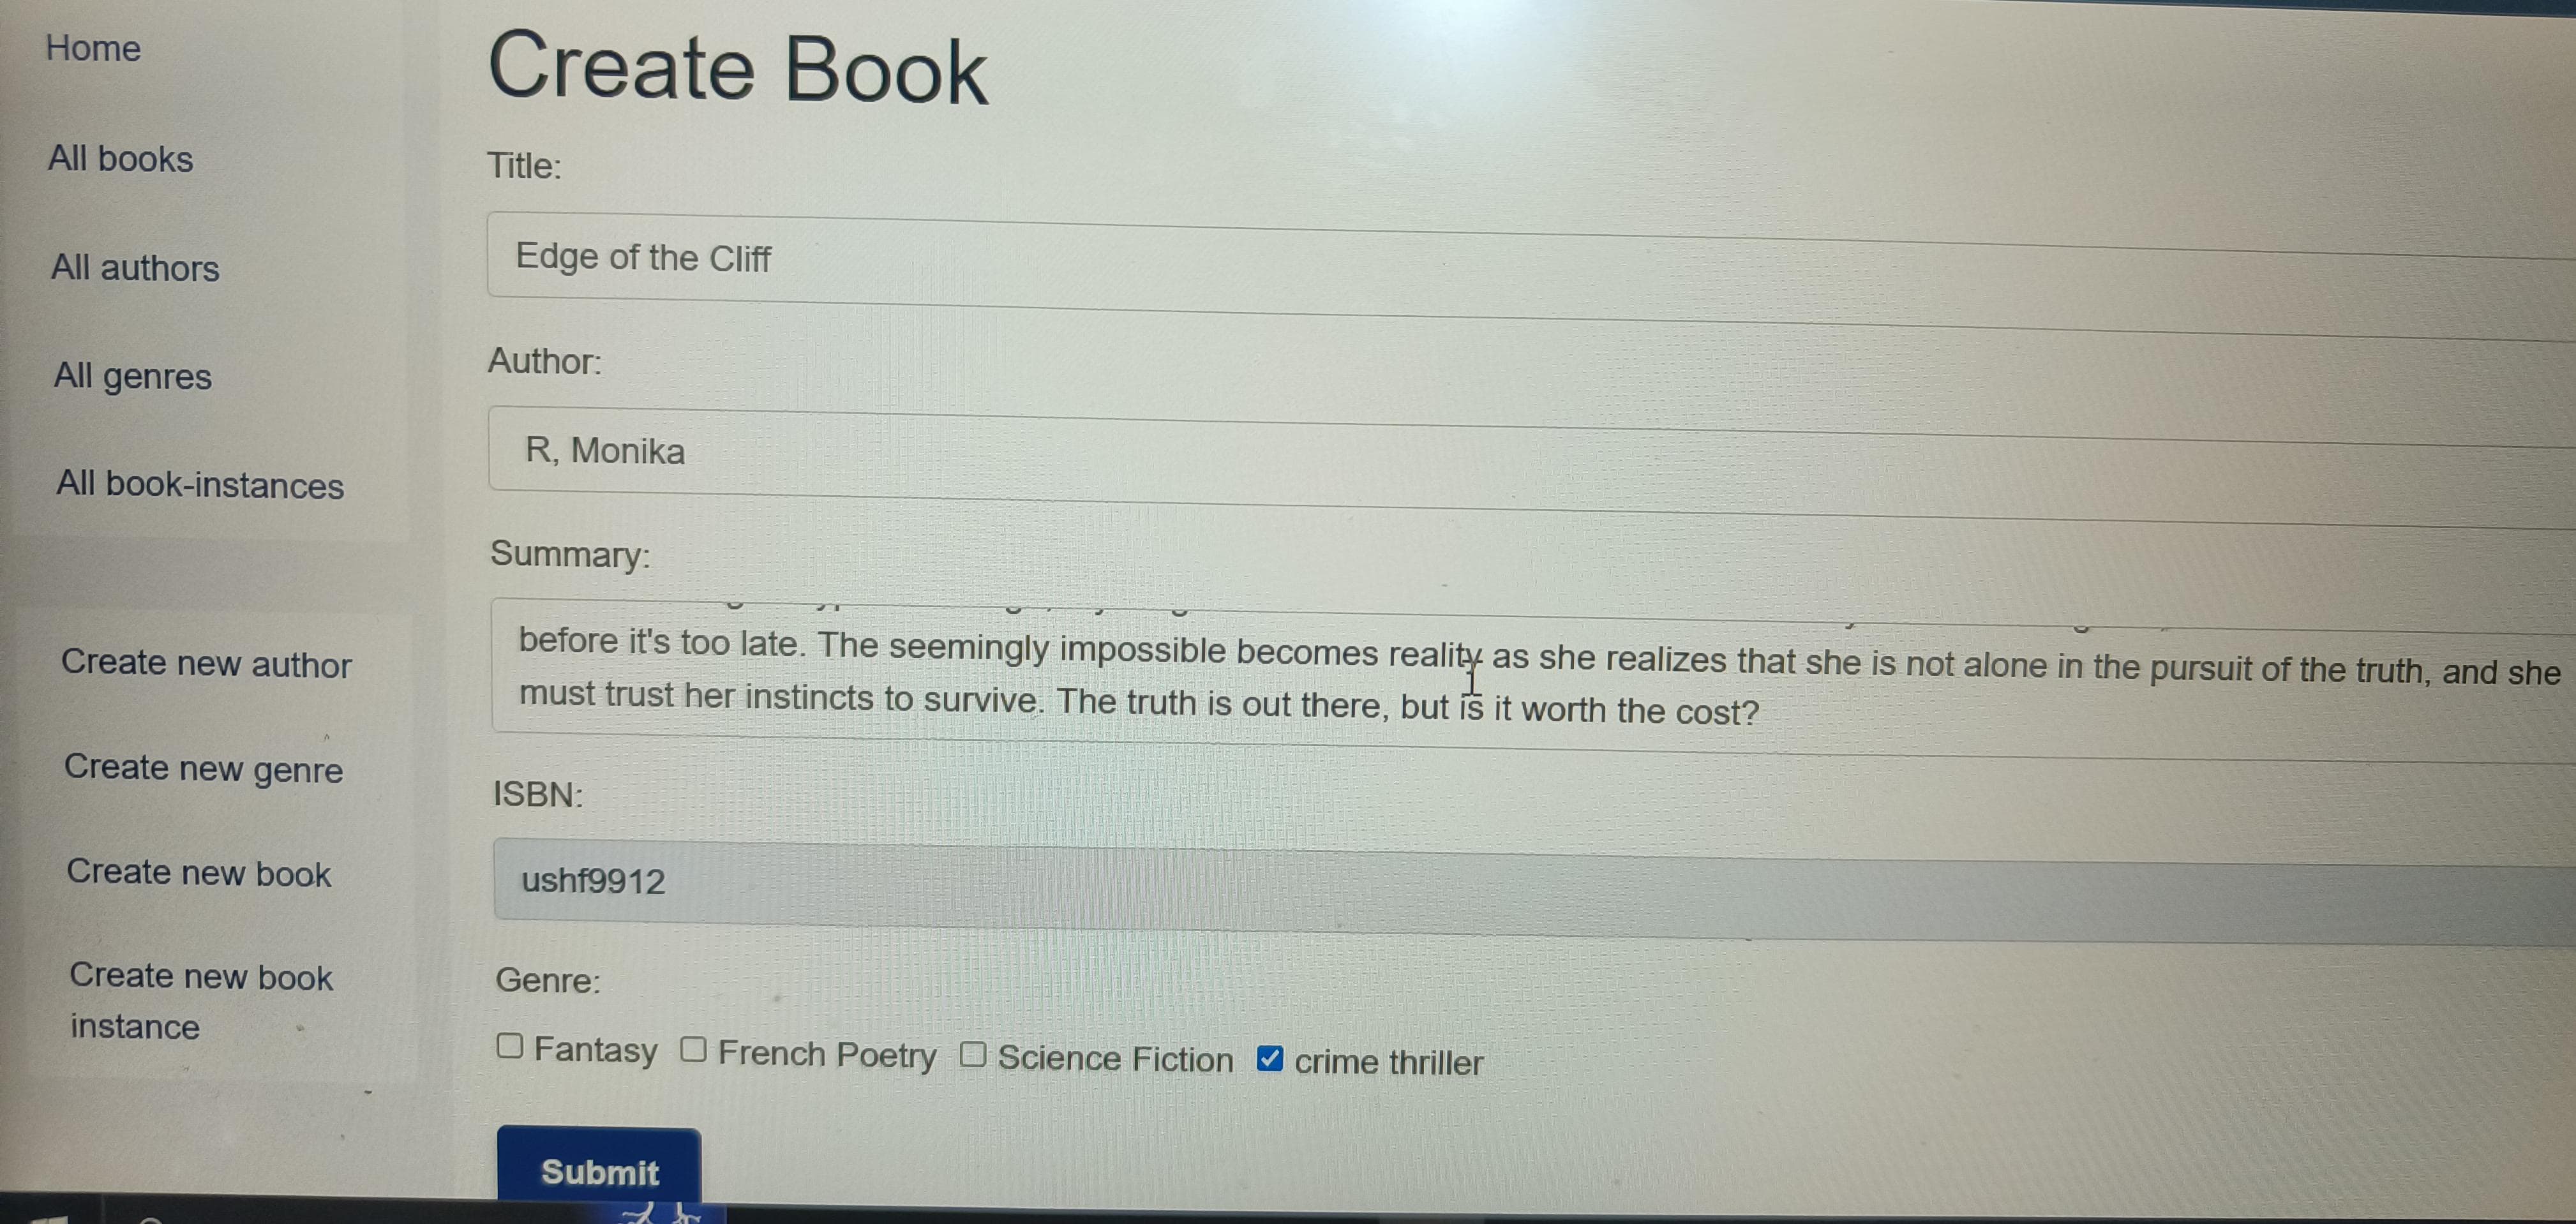 Home
All books
All authors
All genres
All book-instances
Create new author
Create new genre
Create new book
Create new book
instance
Create Book
Title:
Edge of the Cliff
Author:
R, Monika
Summary:
before it's too late. The seemingly impossible becomes reality as she realizes that she is not alone in the pursuit of the truth, and she
must trust her instincts to survive. The truth is out there, but is it worth the cost?
ISBN:
ushf9912
Genre:
Fantasy French Poetry Science Fiction crime thriller
Submit